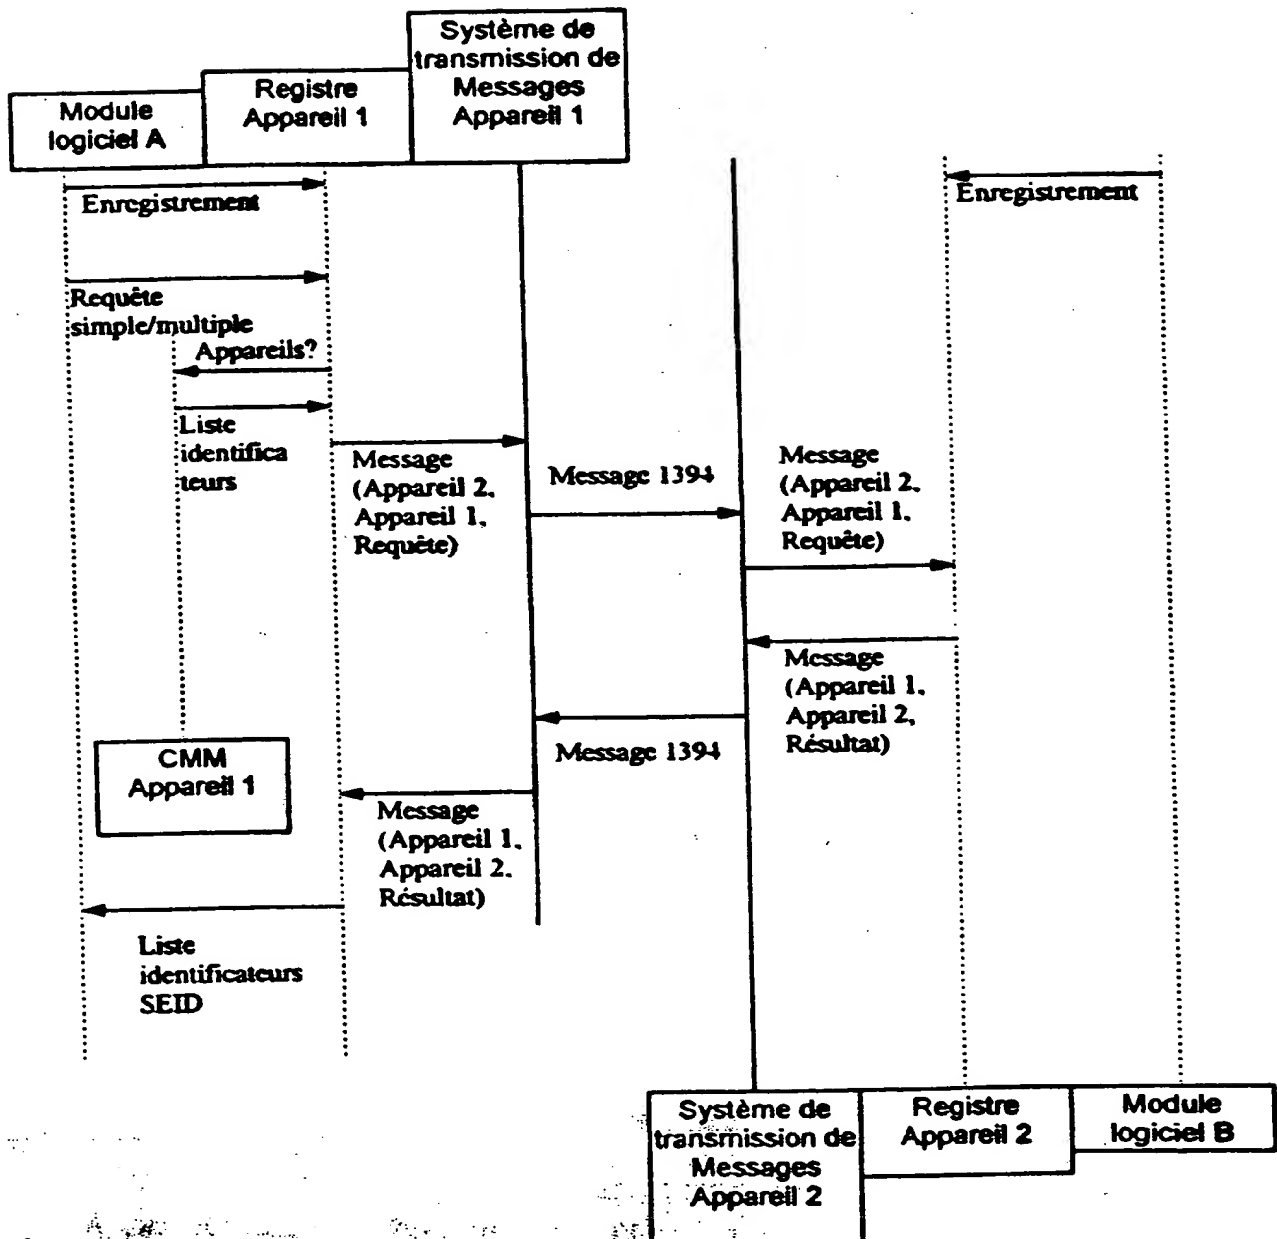 Système de
transmission de
Messages
Appareil 1
Registre
Appareil 1
Module
logiciel A
Enregistrement
Enregistrement
Requête
simple/multiple
Appareils?
Liste
identifica
teurs
Message
(Appareil 2,
Appareil 1,
Requête)
Message 1394
Message
(Appareil 2,
Appareil 1,
Requête)
Message
(Appareil 1,
Appareil 2,
Résultat)
Message 1394
CMM
Appareil 1
Message
(Appareil 1,
Appareil 2,
Résultat)
Liste
identificateurs
SEID
Système de
transmission de
Messages
Appareil 2
Registre
Appareil 2
Module
logiciel B